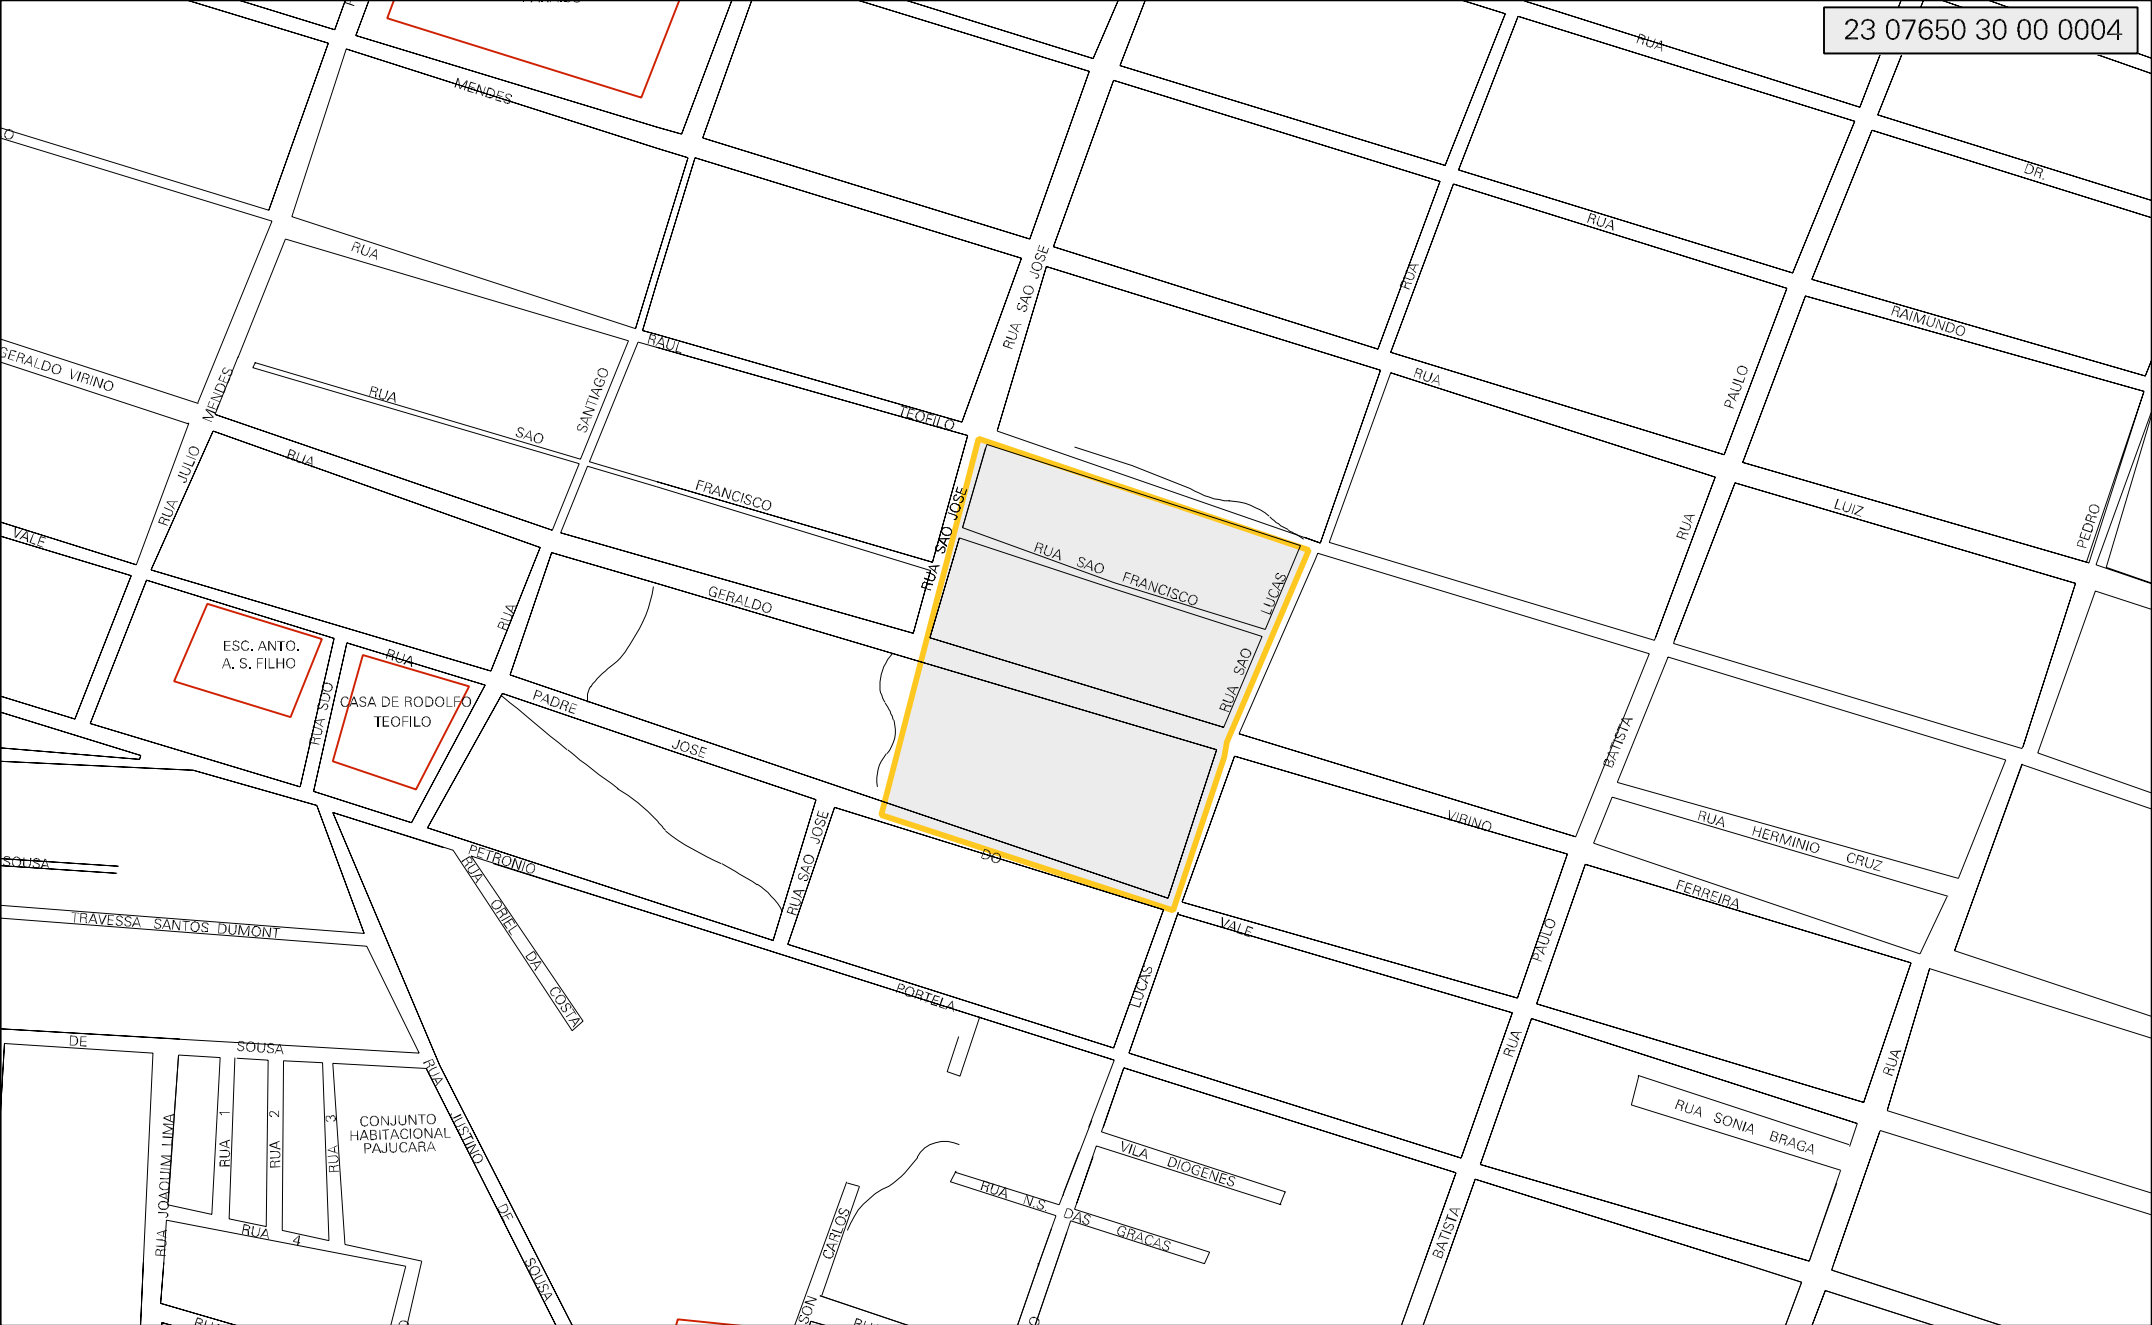 23 07650 30 00 0004
RUA
MENDES
DR.
RUA
RUA
RUA SAO JOSE
RUA
RAIMUNDO
RAUL
GERALDO VIRINO
MENDES
SANTIAGO
RUA
PAULO
RUA
TEOFILO
SAO
RUA
RUA JULIO
FRANCISCO
RUA SAO JOSE
LUIZ
PEDRO
RUA
VALE
RUA SAO FRANCISCO
LUCAS
GERALDO
RUA
ESC. ANTO.
A. S. FILHO
RUA
RUA SAO
CASA DE RODOLFO
TEOFILO
RUA SDO
PADRE
JOSE
BATISTA
VIRINO
RUA HERMINIO CRUZ
RUA SAO JOSE
DO
PETRONIO
SOUSA
FERREIRA
RUA ORIEL DA COSTA
TRAVESSA SANTOS DUMONT
VALE
PAULO
LUCAS
PORTELA
DE
SOUSA
RUA
RUA
RUA JUSTINO DE SOUSA
CONJUNTO
HABITACIONAL
PAJUCARA
RUA 1
RUA 2
RUA 3
RUA JOAQUIM LIMA
RUA SONIA BRAGA
VILA DIOGENES
RUA N.S. DAS GRACAS
RUA 4
CARLOS
BATISTA
SON